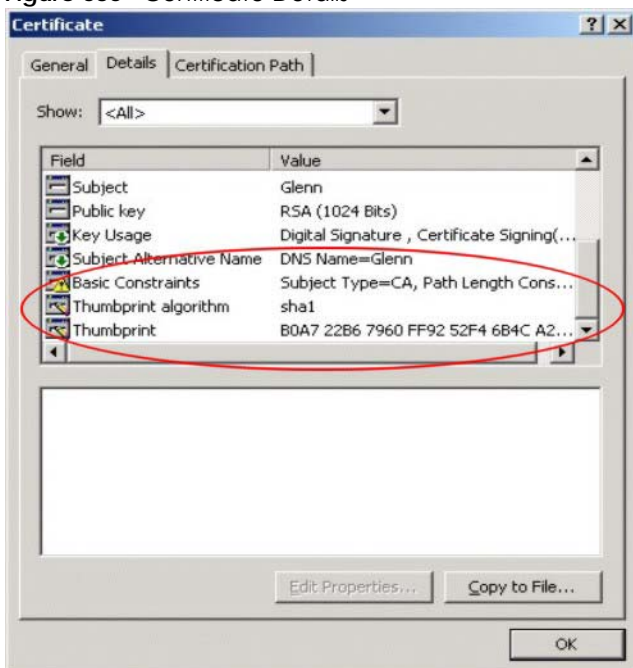 Certificate
General Details Certification Path
Show: <All>
Field Value
Subject Glenn
Public key RSA (1024 Bits)
Key Usage Digital Signature , Certificate Signing(...
Subject Alternative Name DNS Name=Glenn
Basic Constraints Subject Type=CA, Path Length Cons...
Thumbprint algorithm sha1
Thumbprint B0A7 22B6 7960 FF92 52F4 6B4C A2...
Edit Properties... Copy to File...
OK